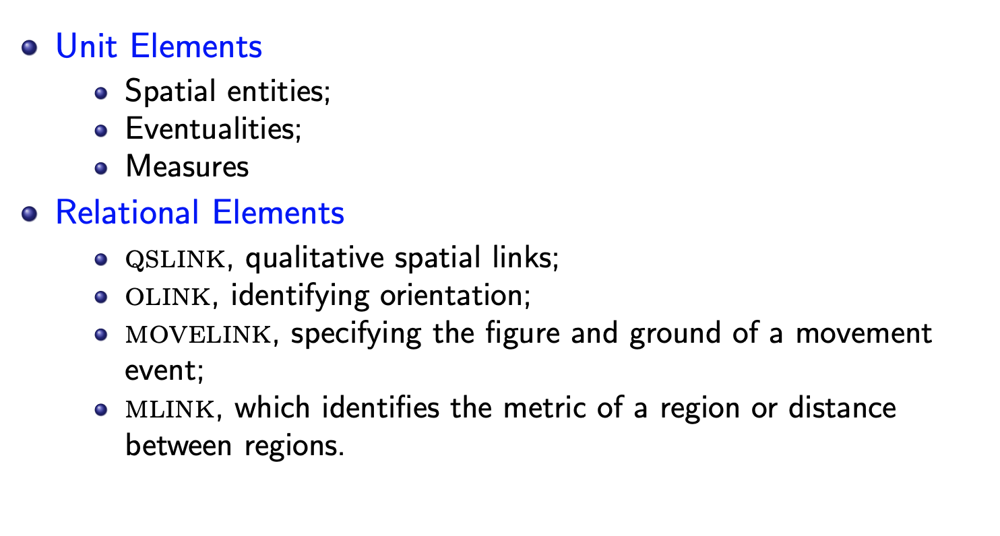 Unit Elements
Spatial entities;
Eventualities;
Measures
Relational Elements
QSLINK, qualitative spatial links;
OLINK, identifying orientation;
MOVELINK, specifying the figure and ground of a movement
event;
MLINK, which identifies the metric of a region or distance
between regions.